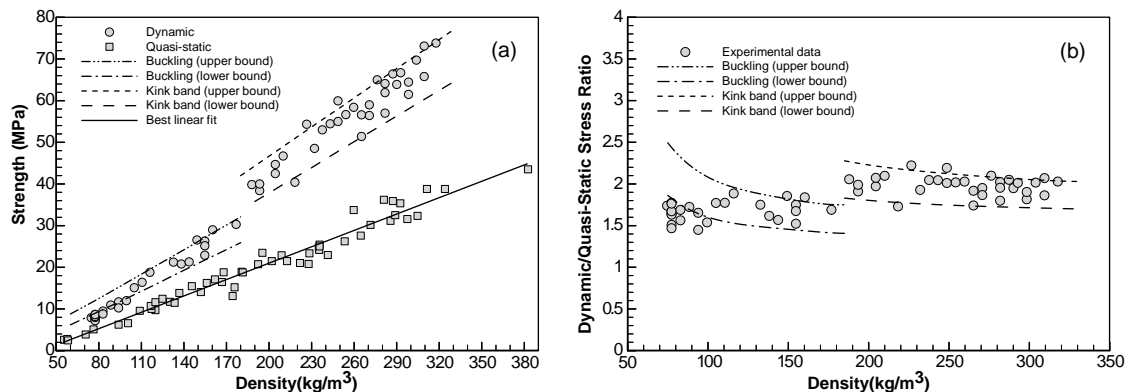 (a)
Strength (MPa)
80
70
60
50
40
30
20
10
0
Dynamic
Quasi-static
Buckling (upper bound)
Buckling (lower bound)
Kink band (upper bound)
Kink band (lower bound)
Best linear fit
50 80 110 140 170 200 230 260 290 320 350 380
Density(kg/m³)
(b)
Dynamic/Quasi-Static Stress Ratio
4
3.5
3
2.5
2
1.5
1
0.5
0
Experimental data
Buckling (upper bound)
Buckling (lower bound)
Kink band (upper bound)
Kink band (lower bound)
50 100 150 200 250 300 350
Density(kg/m³)